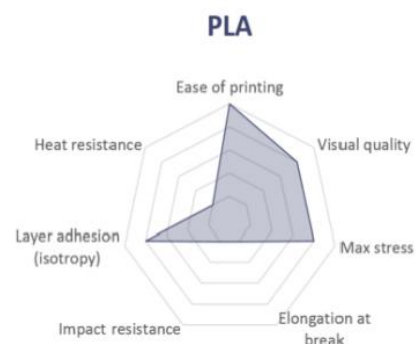 PLA
Ease of printing
Heat resistance
Visual quality
Layer adhesion
(isotropy)
Max stress
Impact resistance
Elongation at
break